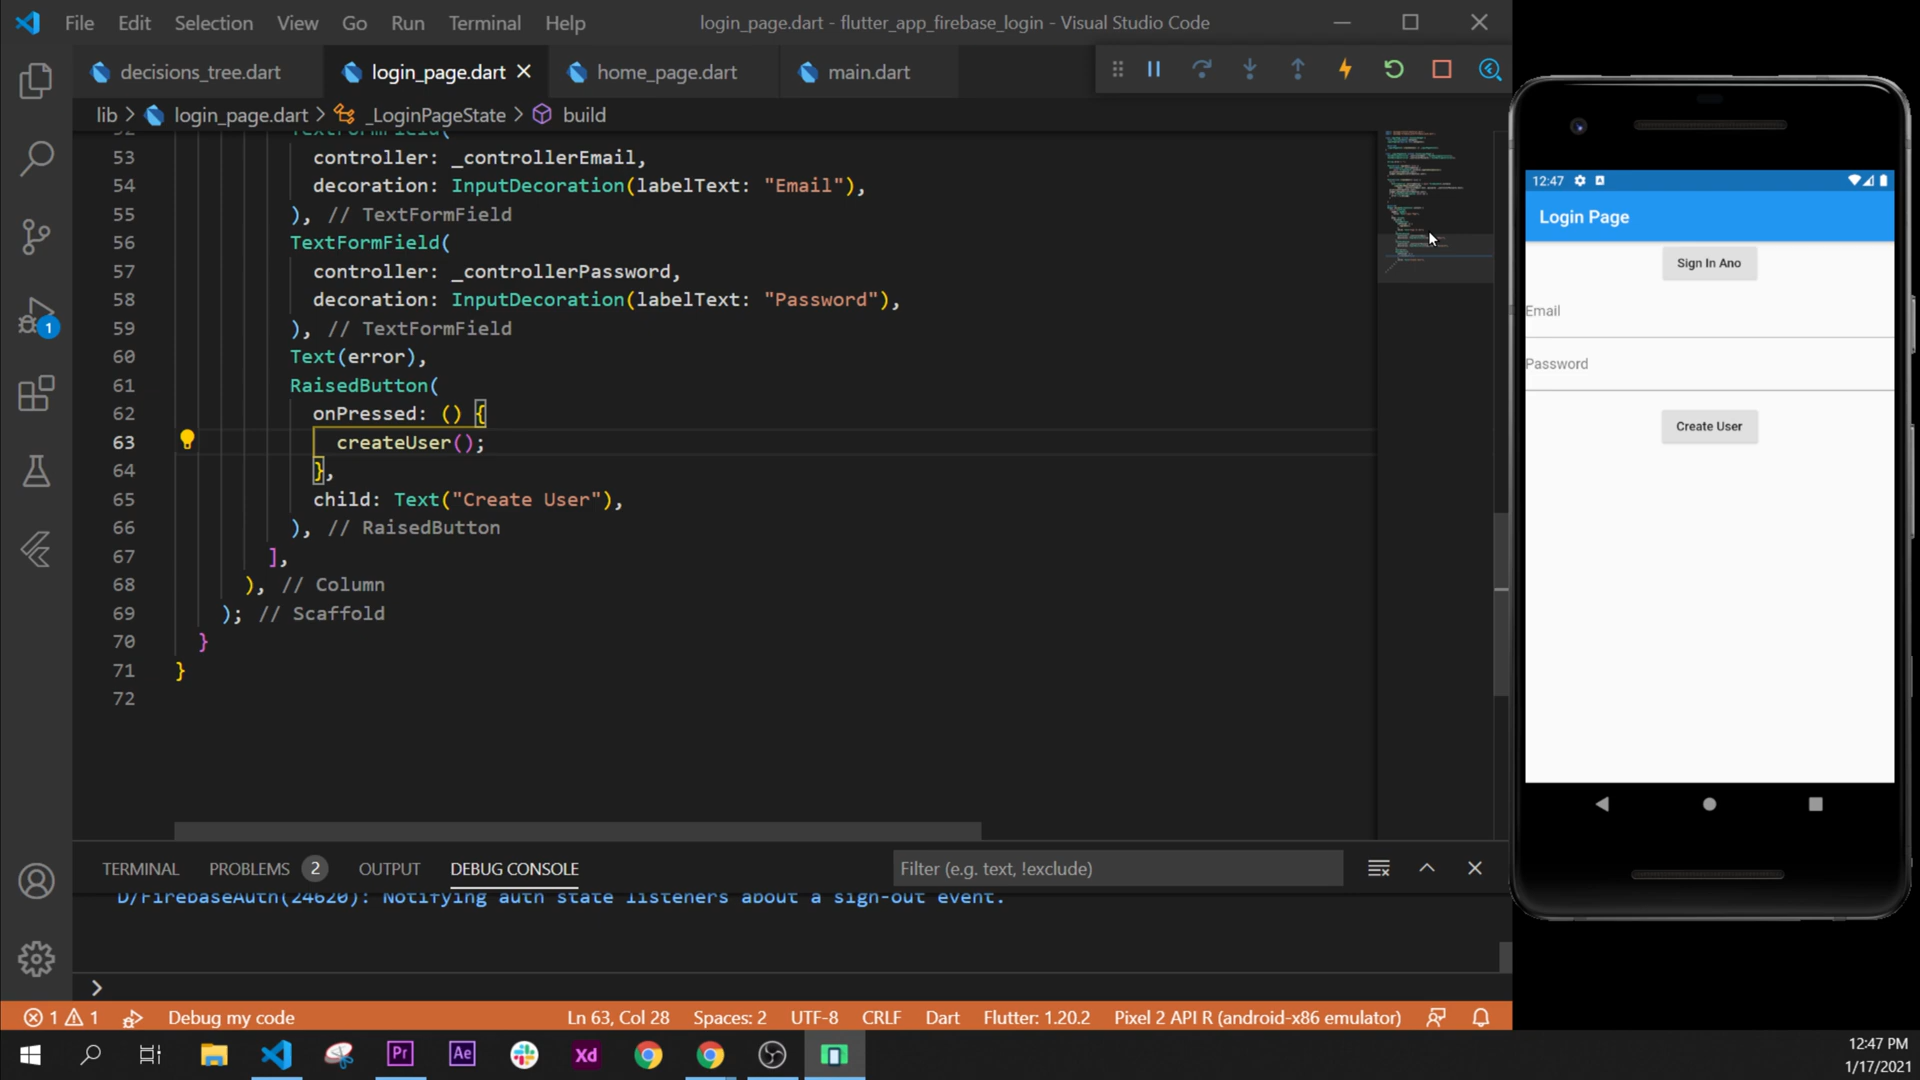 File Edit Selection View Go Run Terminal Help
login_page.dart - flutter_app_firebase_login - Visual Studio Code
decisions_tree.dart login_page.dart home_page.dart main.dart
lib > login_page.dart > _LoginPageState > build
52 TextFormField(
53 controller: _controllerEmail,
54 decoration: InputDecoration(labelText: "Email"),
55 ), // TextFormField
56 TextFormField(
57 controller: _controllerPassword,
58 decoration: InputDecoration(labelText: "Password"),
59 ), // TextFormField
60 Text(error),
61 RaisedButton(
62 onPressed: () {
63 createUser();
64 },
65 child: Text("Create User"),
66 ), // RaisedButton
67 ],
68 ), // Column
69 ); // Scaffold
70 }
71 }
72
TERMINAL PROBLEMS 2 OUTPUT DEBUG CONSOLE
Filter (e.g. text, !exclude)
D/FirebaseAuth(24620): Notifying auth state listeners about a sign-out event.
>
1 1 Debug my code Ln 63, Col 28 Spaces: 2 UTF-8 CRLF Dart Flutter: 1.20.2 Pixel 2 API R (android-x86 emulator)
1
12:47
Login Page
Sign In Ano
Email
Password
Create User
Pr Ae Xd
12:47 PM
1/17/2021